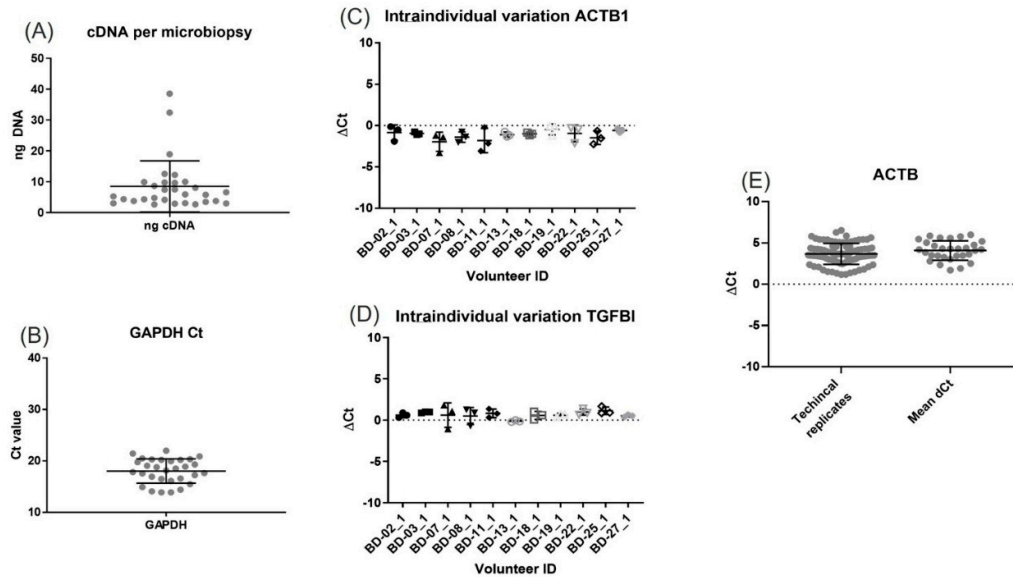 (A)
cDNA per microbiopsy
50
40
30
20
10
0
ng DNA
ng cDNA
(B)
GAPDH Ct
40
30
20
10
Ct value
GAPDH
(C)
Intraindividual variation ACTB1
10
5
0
-5
-10
ΔCt
BD-02_1
BD-03_1
BD-07_1
BD-08_1
BD-11_1
BD-13_1
BD-18_1
BD-19_1
BD-22_1
BD-25_1
BD-27_1
Volunteer ID
(D)
Intraindividual variation TGFBI
10
5
0
-5
-10
ΔCt
BD-02_1
BD-03_1
BD-07_1
BD-08_1
BD-11_1
BD-13_1
BD-18_1
BD-19_1
BD-22_1
BD-25_1
BD-27_1
Volunteer ID
(E)
ACTB
10
5
0
-5
-10
ΔCt
Techincal
replicates
Mean dCt